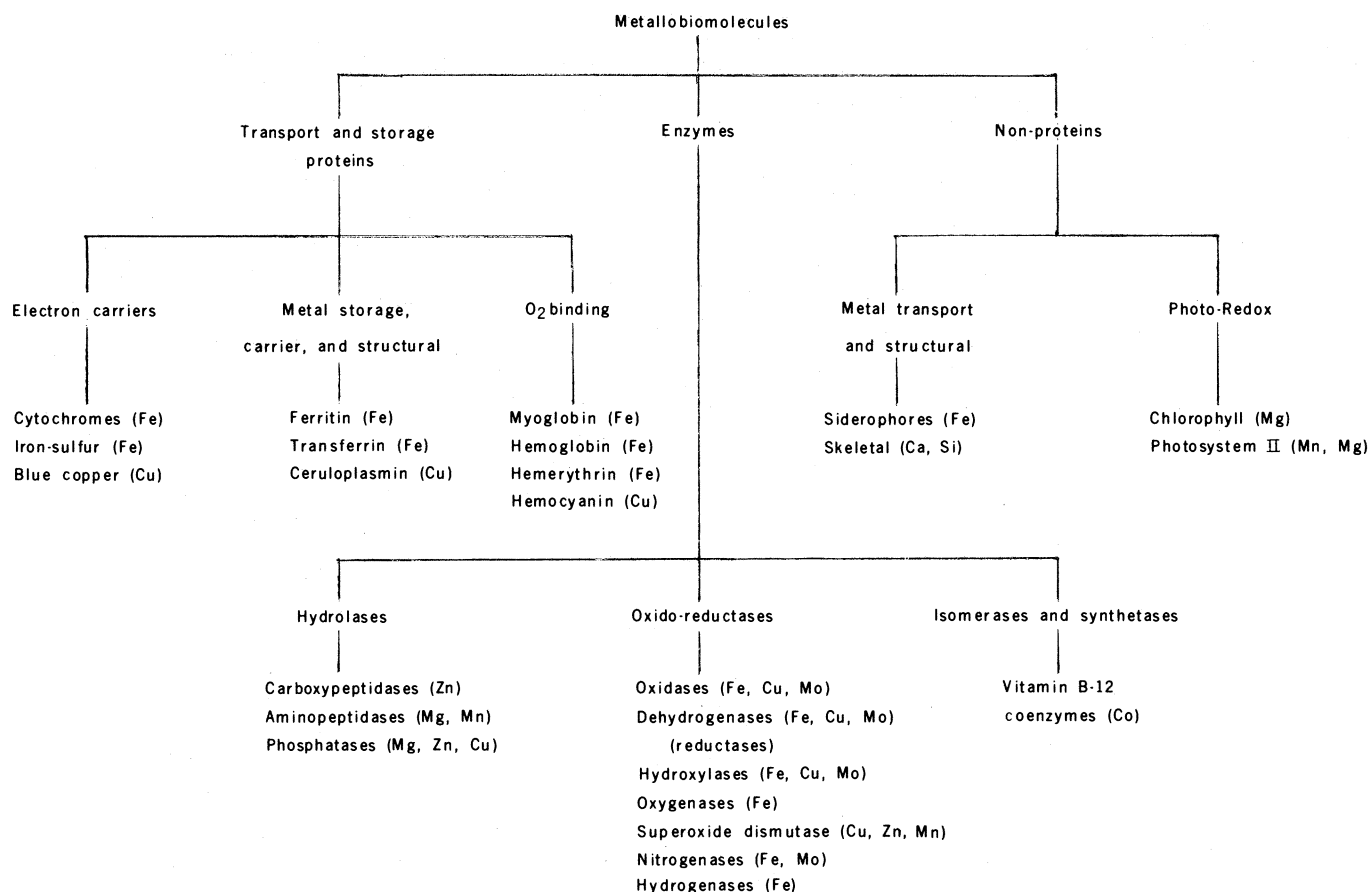 Metallobiomolecules
Transport and storage
proteins
Enzymes
Non-proteins
Electron carriers
Metal storage,
carrier, and structural
O2 binding
Metal transport
and structural
Photo-Redox
Cytochromes (Fe)
Iron-sulfur (Fe)
Blue copper (Cu)
Ferritin (Fe)
Transferrin (Fe)
Ceruloplasmin (Cu)
Myoglobin (Fe)
Hemoglobin (Fe)
Hemerythrin (Fe)
Hemocyanin (Cu)
Siderophores (Fe)
Skeletal (Ca, Si)
Chlorophyll (Mg)
Photosystem II (Mn, Mg)
Hydrolases
Oxido-reductases
Isomerases and synthetases
Carboxypeptidases (Zn)
Aminopeptidases (Mg, Mn)
Phosphatases (Mg, Zn, Cu)
Oxidases (Fe, Cu, Mo)
Dehydrogenases (Fe, Cu, Mo)
(reductases)
Hydroxylases (Fe, Cu, Mo)
Oxygenases (Fe)
Superoxide dismutase (Cu, Zn, Mn)
Nitrogenases (Fe, Mo)
Hydrogenases (Fe)
Vitamin B-12
coenzymes (Co)